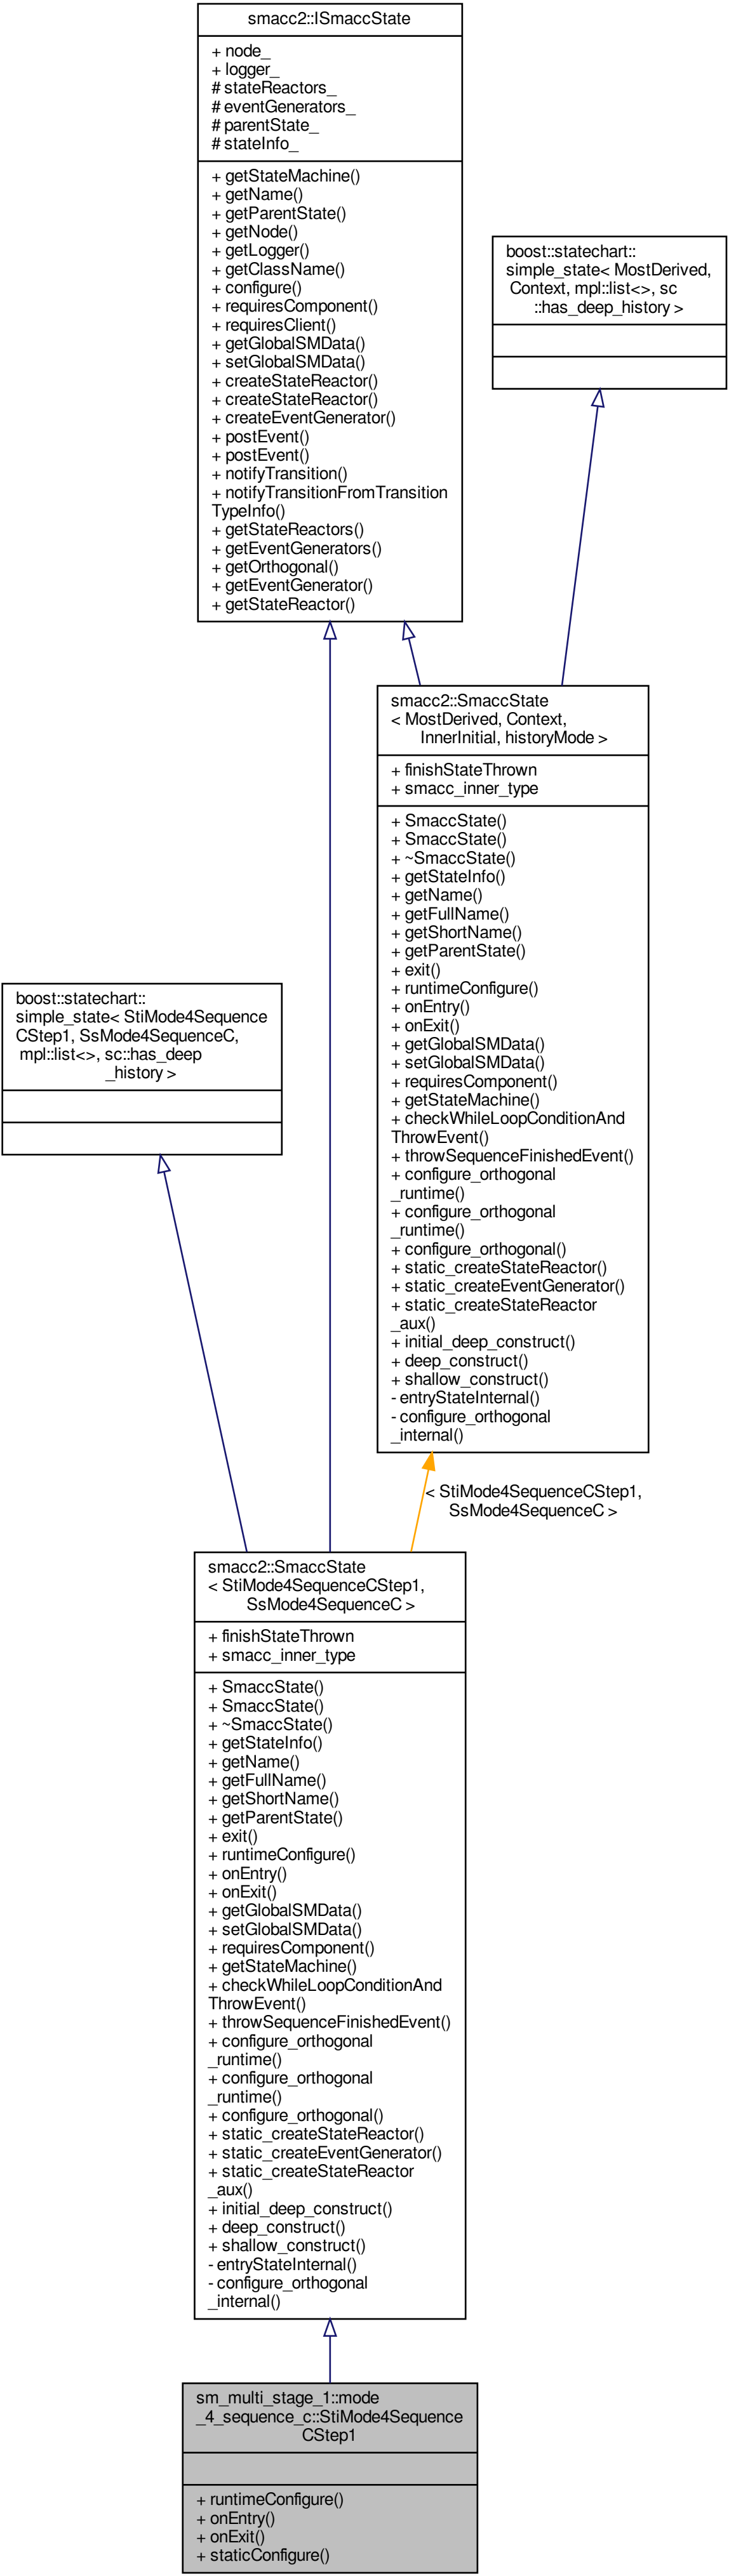 smacc2::ISmaccState
+ node_
+ logger_
# stateReactors_
# eventGenerators_
# parentState_
# stateInfo_
+ getStateMachine()
+ getName()
+ getParentState()
+ getNode()
+ getLogger()
+ getClassName()
+ configure()
+ requiresComponent()
+ requiresClient()
+ getGlobalSMData()
+ setGlobalSMData()
+ createStateReactor()
+ createStateReactor()
+ createEventGenerator()
+ postEvent()
+ postEvent()
+ notifyTransition()
+ notifyTransitionFromTransition
TypeInfo()
+ getStateReactors()
+ getEventGenerators()
+ getOrthogonal()
+ getEventGenerator()
+ getStateReactor()
boost::statechart::
simple_state< MostDerived,
Context, mpl::list<>, sc
::has_deep_history >
smacc2::SmaccState
< MostDerived, Context,
InnerInitial, historyMode >
+ finishStateThrown
+ smacc_inner_type
+ SmaccState()
+ SmaccState()
+ ~SmaccState()
+ getStateInfo()
+ getName()
+ getFullName()
+ getShortName()
+ getParentState()
+ exit()
+ runtimeConfigure()
+ onEntry()
+ onExit()
+ getGlobalSMData()
+ setGlobalSMData()
+ requiresComponent()
+ getStateMachine()
+ checkWhileLoopConditionAnd
ThrowEvent()
+ throwSequenceFinishedEvent()
+ configure_orthogonal
_runtime()
+ configure_orthogonal
_runtime()
+ configure_orthogonal()
+ static_createStateReactor()
+ static_createEventGenerator()
+ static_createStateReactor
_aux()
+ initial_deep_construct()
+ deep_construct()
+ shallow_construct()
- entryStateInternal()
- configure_orthogonal
_internal()
boost::statechart::
simple_state< StiMode4Sequence
CStep1, SsMode4SequenceC,
mpl::list<>, sc::has_deep
_history >
< StiMode4SequenceCStep1,
SsMode4SequenceC >
smacc2::SmaccState
< StiMode4SequenceCStep1,
SsMode4SequenceC >
+ finishStateThrown
+ smacc_inner_type
+ SmaccState()
+ SmaccState()
+ ~SmaccState()
+ getStateInfo()
+ getName()
+ getFullName()
+ getShortName()
+ getParentState()
+ exit()
+ runtimeConfigure()
+ onEntry()
+ onExit()
+ getGlobalSMData()
+ setGlobalSMData()
+ requiresComponent()
+ getStateMachine()
+ checkWhileLoopConditionAnd
ThrowEvent()
+ throwSequenceFinishedEvent()
+ configure_orthogonal
_runtime()
+ configure_orthogonal
_runtime()
+ configure_orthogonal()
+ static_createStateReactor()
+ static_createEventGenerator()
+ static_createStateReactor
_aux()
+ initial_deep_construct()
+ deep_construct()
+ shallow_construct()
- entryStateInternal()
- configure_orthogonal
_internal()
sm_multi_stage_1::mode
_4_sequence_c::StiMode4Sequence
CStep1
+ runtimeConfigure()
+ onEntry()
+ onExit()
+ staticConfigure()